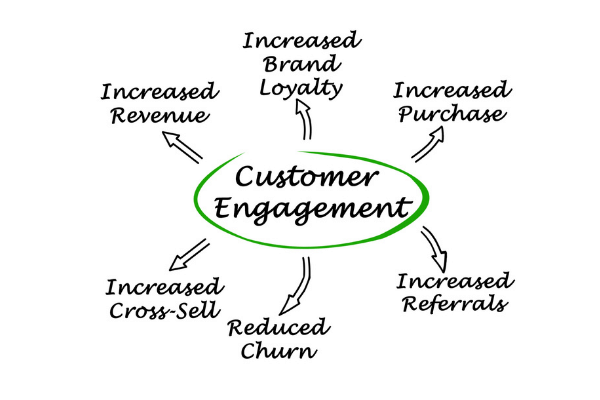 Increased
Brand
Loyalty
Increased
Revenue
Increased
Purchase
Customer
Engagement
Increased
Cross-Sell
Increased
Referrals
Reduced
Churn